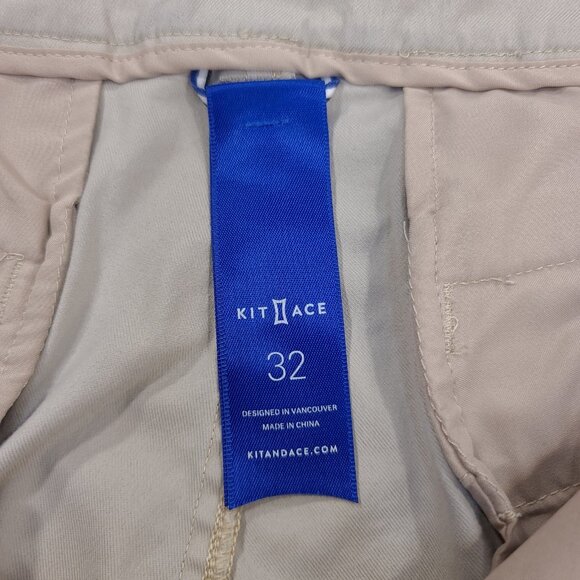 KIT ACE
32
DESIGNED IN VANCOUVER
MADE IN CHINA
KITANDACE.COM